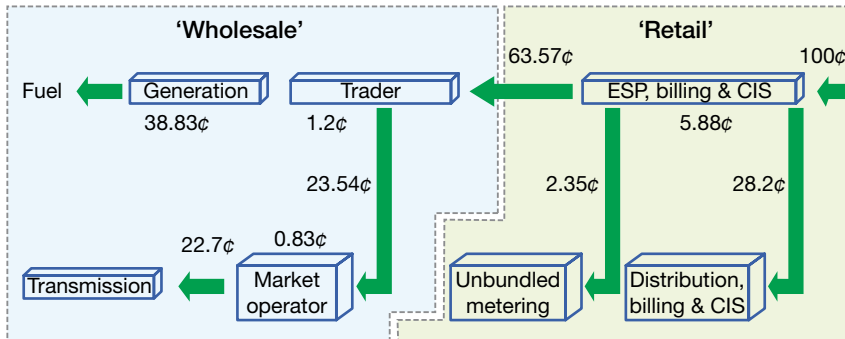 ‘Wholesale’
‘Retail’
63.57¢
100¢
Fuel
Generation
Trader
ESP, billing & CIS
38.83¢
1.2¢
5.88¢
23.54¢
2.35¢
28.2¢
22.7¢
0.83¢
Transmission
Market
operator
Unbundled
metering
Distribution,
billing & CIS